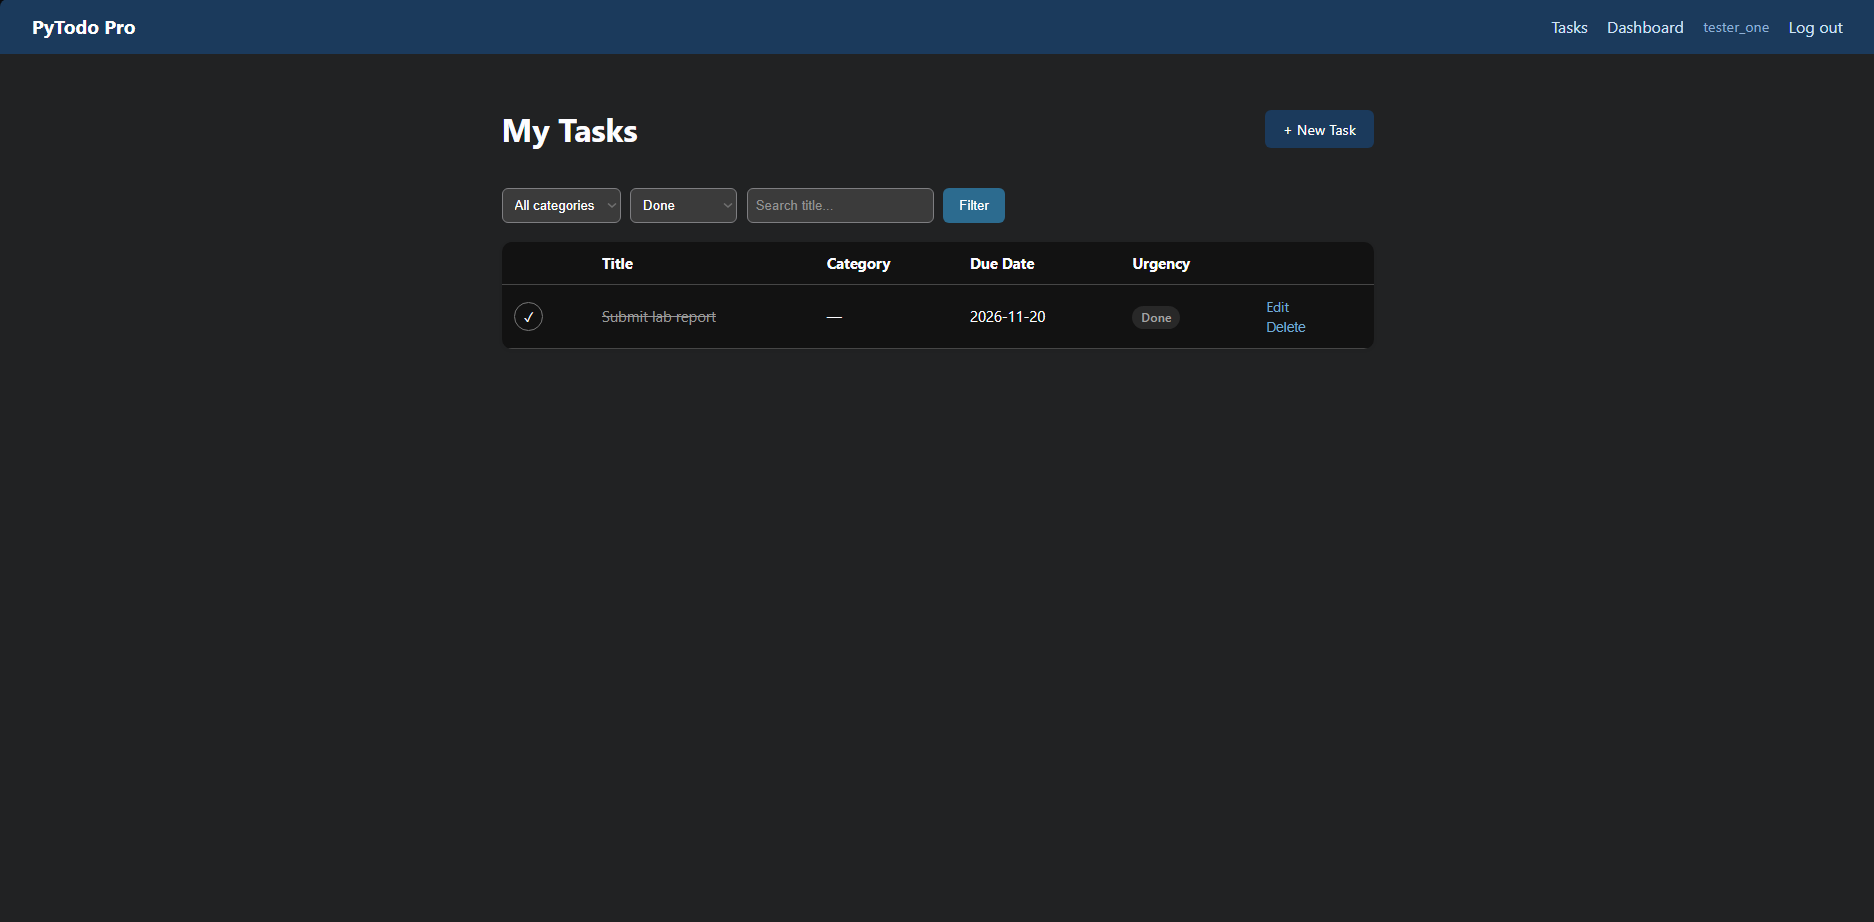 PyTodo Pro
Tasks Dashboard tester_one Log out
My Tasks
+ New Task
All categories Done Search title... Filter
Title Category Due Date Urgency
✓ Submit lab report — 2026-11-20 Done Edit
Delete